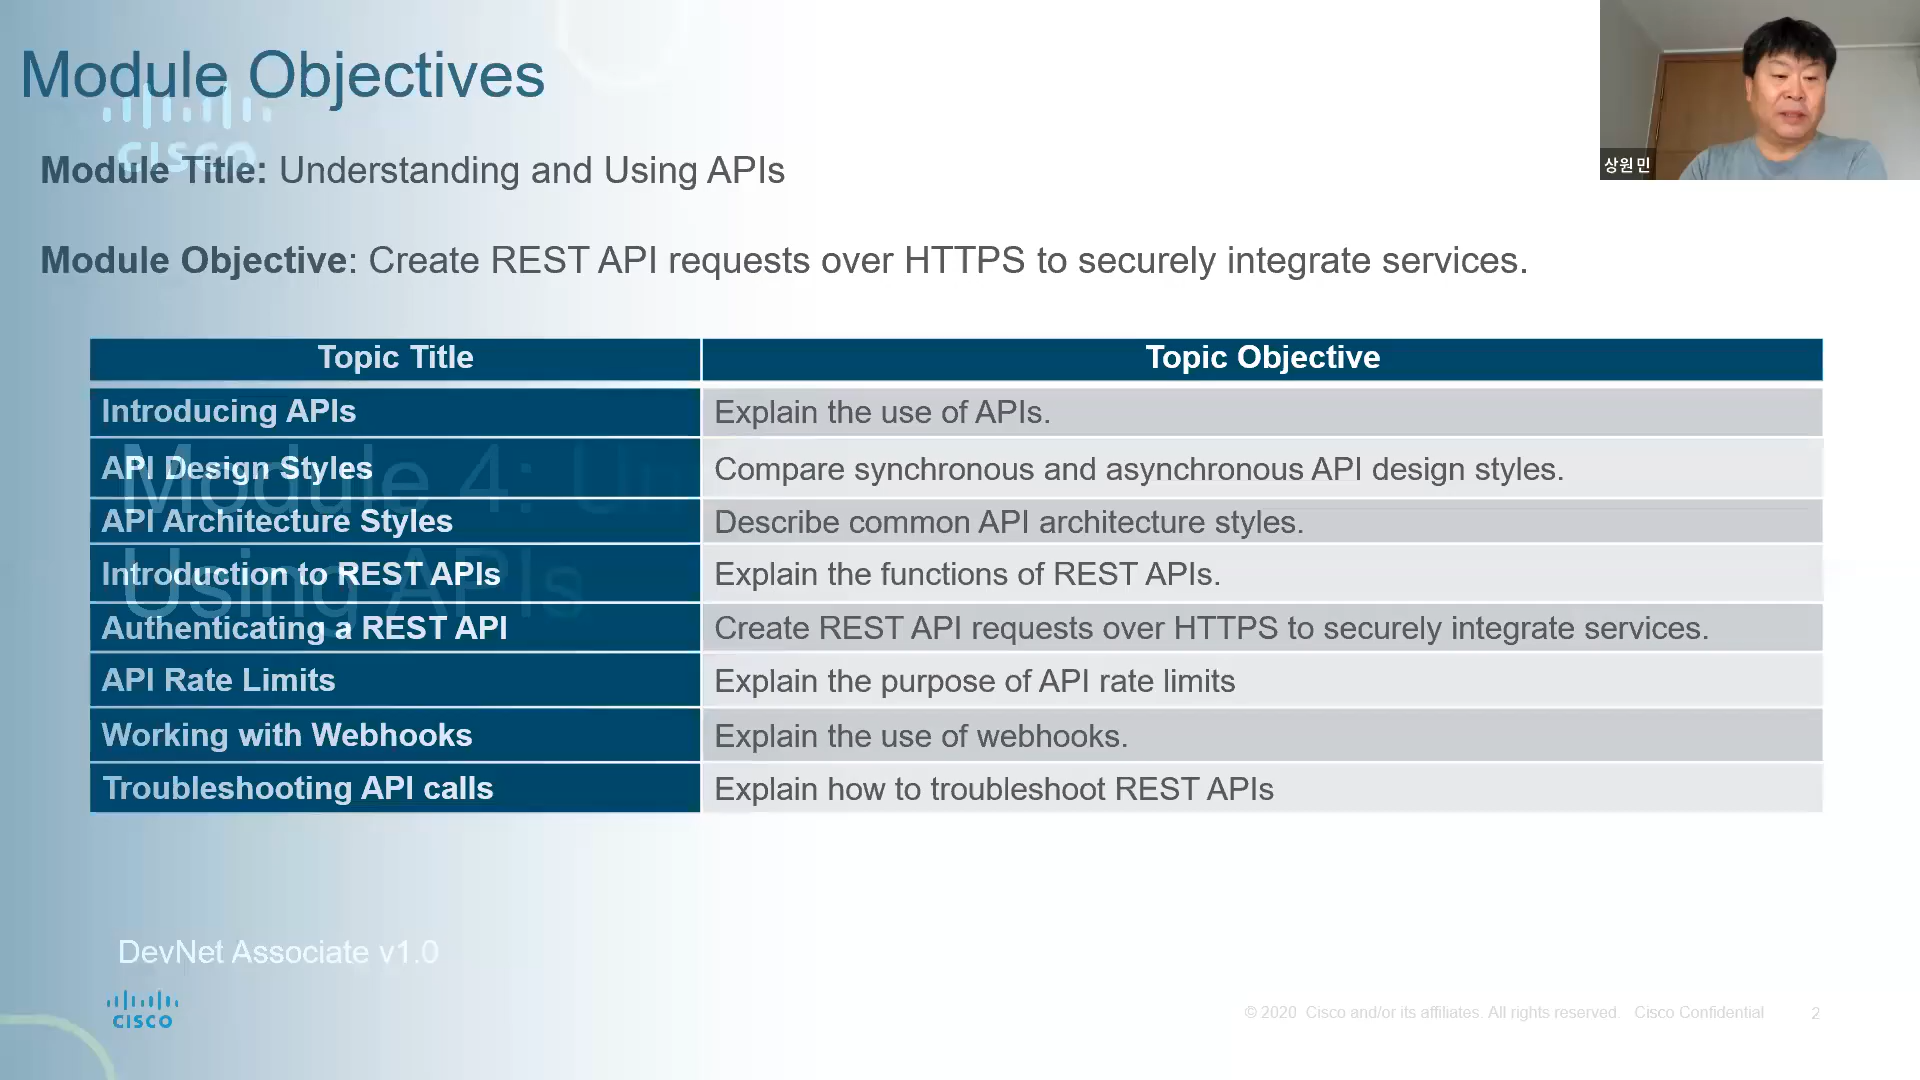 Module Objectives
CISCO
Module Title: Understanding and Using APIs
상원민
Module Objective: Create REST API requests over HTTPS to securely integrate services.
Topic Title Topic Objective
Introducing APIs Explain the use of APIs.
API Design Styles Compare synchronous and asynchronous API design styles.
Module 4: Un
API Architecture Styles Describe common API architecture styles.
Introduction to REST APIs Explain the functions of REST APIs.
Using APIs
Authenticating a REST API Create REST API requests over HTTPS to securely integrate services.
API Rate Limits Explain the purpose of API rate limits
Working with Webhooks Explain the use of webhooks.
Troubleshooting API calls Explain how to troubleshoot REST APIs
DevNet Associate v1.0
CISCO
© 2020 Cisco and/or its affiliates. All rights reserved. Cisco Confidential 2